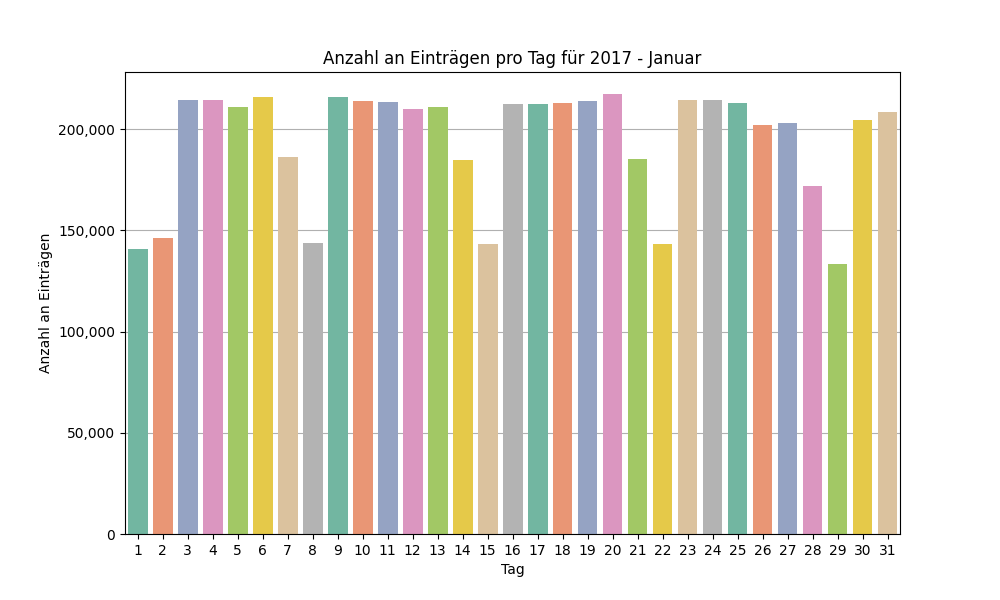 Anzahl an Einträgen pro Tag für 2017 - Januar
Anzahl an Einträgen
200,000
150,000
100,000
50,000
0
1 2 3 4 5 6 7 8 9 10 11 12 13 14 15 16 17 18 19 20 21 22 23 24 25 26 27 28 29 30 31
Tag